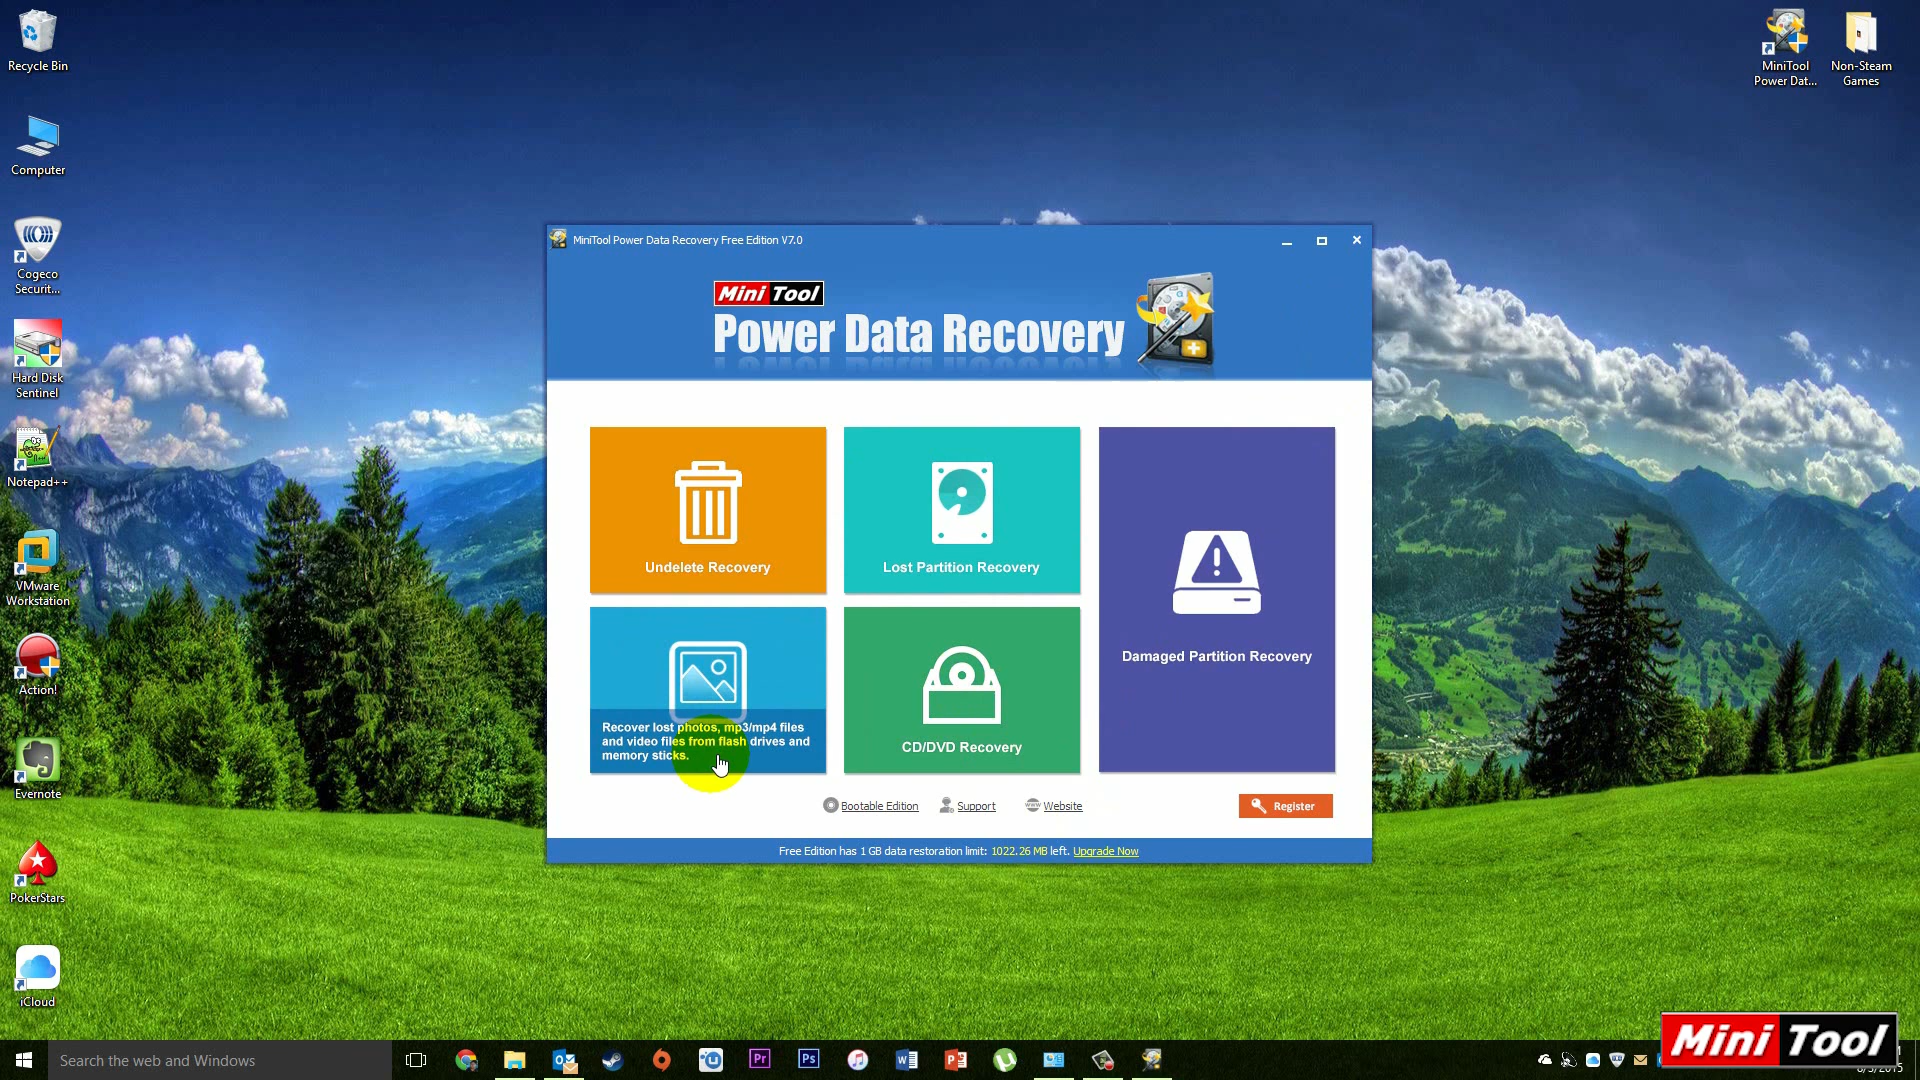 Recycle Bin
Computer
Cogeco
Securit...
Hard Disk
Sentinel
Notepad++
VMware
Workstation
Action!
Evernote
PokerStars
iCloud
MiniTool
Power Dat...
Non-Steam
Games
MiniTool Power Data Recovery Free Edition V7.0
Mini Tool
Power Data Recovery
Undelete Recovery
Lost Partition Recovery
Damaged Partition Recovery
Recover lost photos, mp3/mp4 files
and video files from flash drives and
memory sticks.
CD/DVD Recovery
Bootable Edition
Support
Website
Register
Free Edition has 1 GB data restoration limit: 1022.26 MB left. Upgrade Now
Search the web and Windows
Pr
Ps
Mini Tool